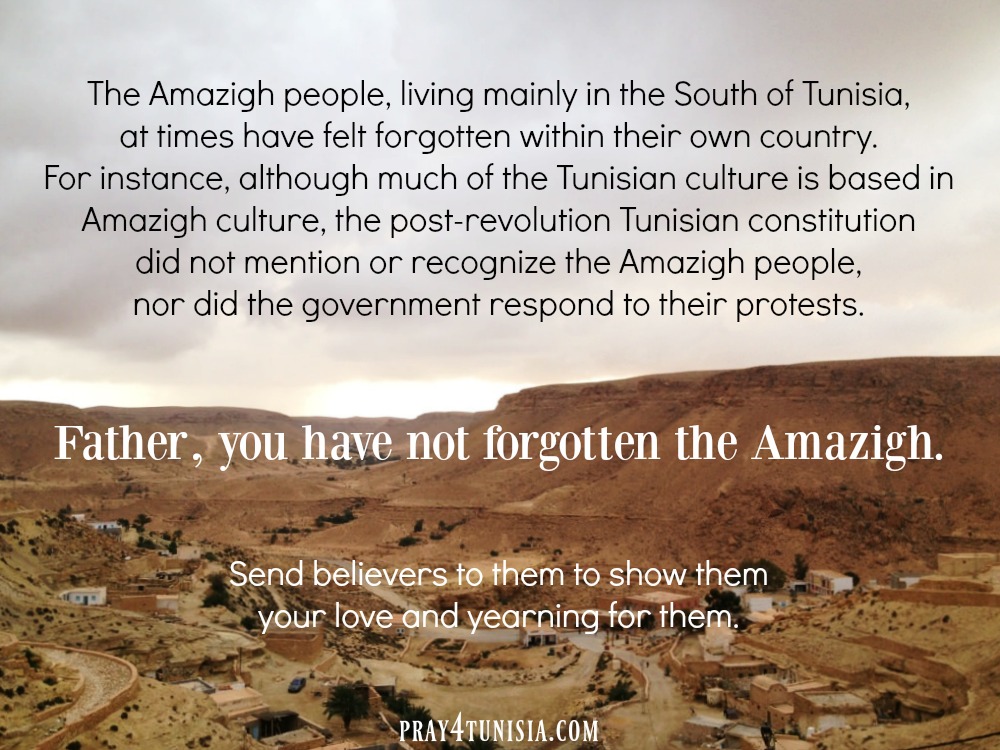 The Amazigh people, living mainly in the South of Tunisia,
at times have felt forgotten within their own country.
For instance, although much of the Tunisian culture is based in
Amazigh culture, the post-revolution Tunisian constitution
did not mention or recognize the Amazigh people,
nor did the government respond to their protests.
Father, you have not forgotten the Amazigh.
Send believers to them to show them
your love and yearning for them.
PRAY4TUNISIA.COM